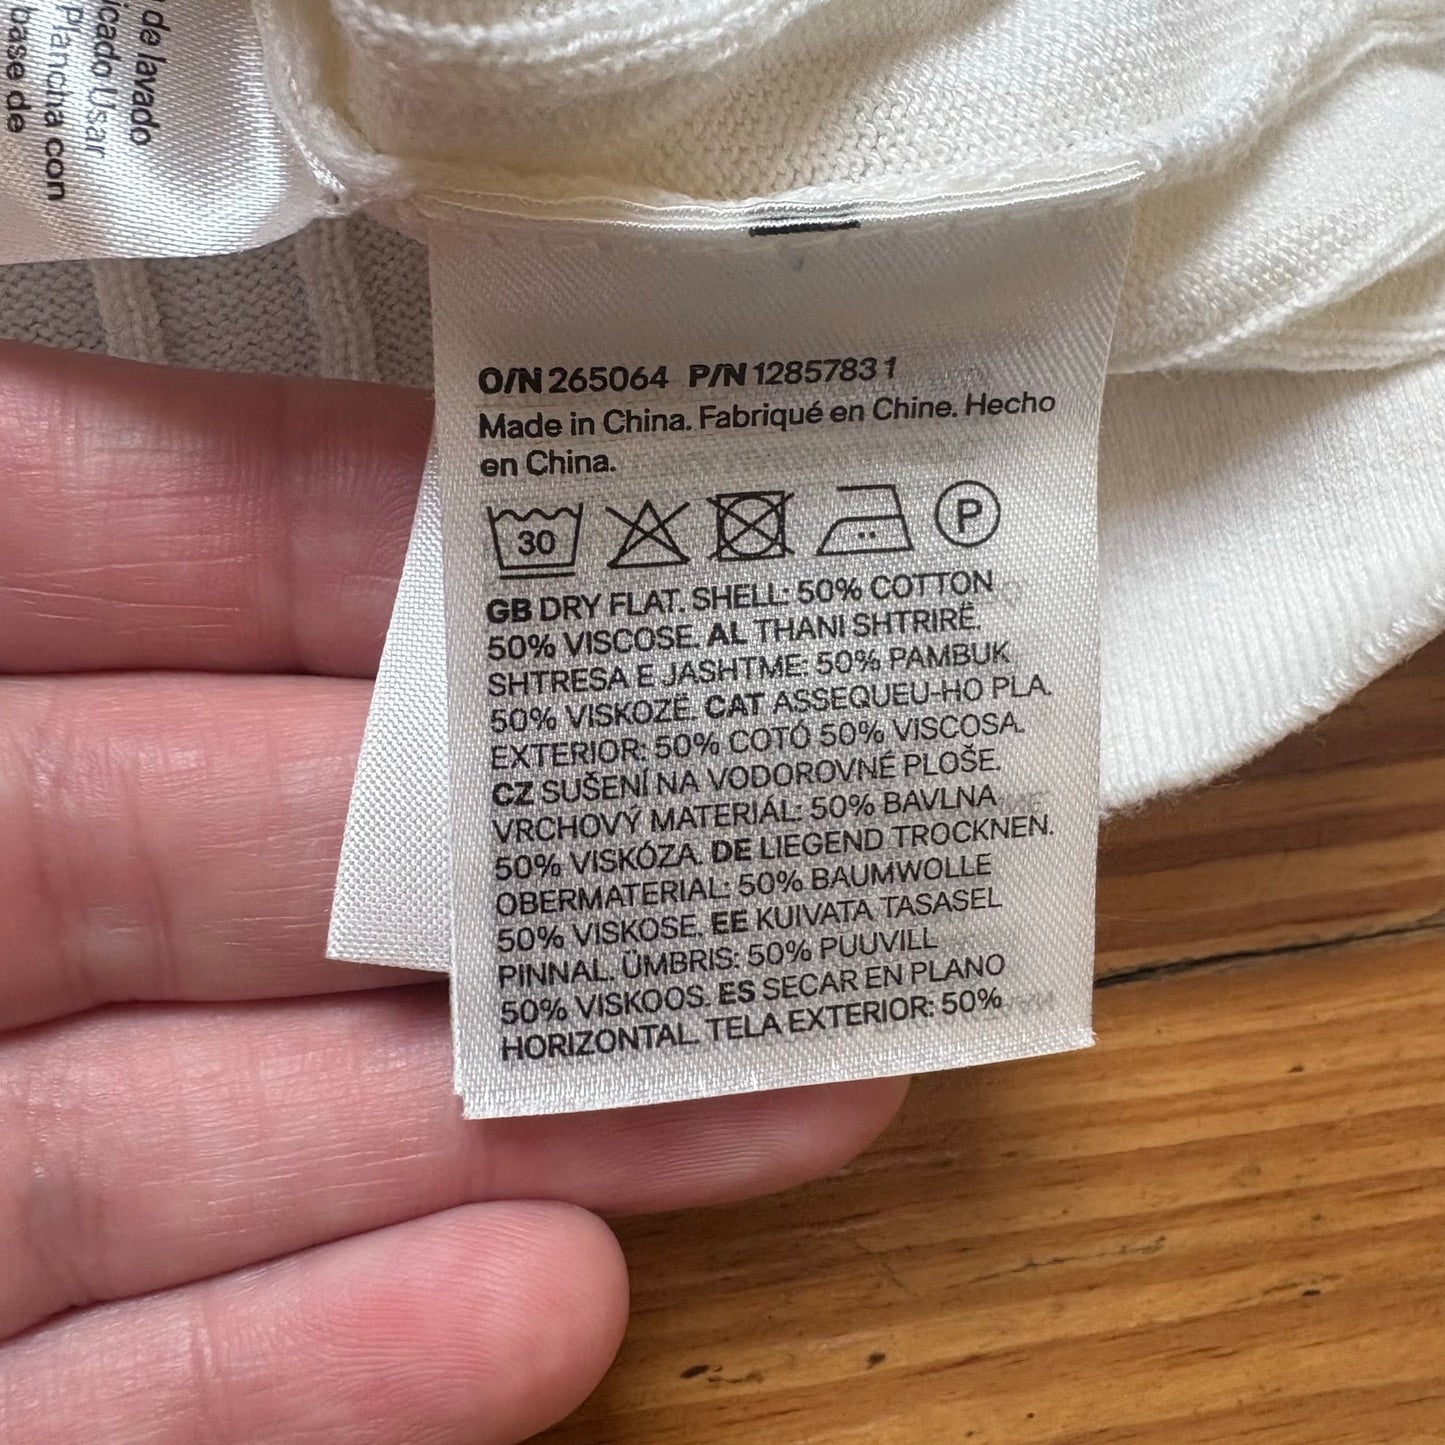 de lavado
icado Usar
Plancha con
base de
O/N 265064 P/N 12857831
Made in China. Fabriqué en Chine. Hecho
en China.
30
P
GB DRY FLAT. SHELL: 50% COTTON
50% VISCOSE. AL THANI SHTRIRË.
SHTRESA E JASHTME: 50% PAMBUK
50% VISKOZË. CAT ASSEQUEU-HO PLA.
EXTERIOR: 50% COTÓ 50% VISCOSA.
CZ SUŠENÍ NA VODOROVNÉ PLOŠE.
VRCHOVÝ MATERIÁL: 50% BAVLNA
50% VISKÓZA. DE LIEGEND TROCKNEN.
OBERMATERIAL: 50% BAUMWOLLE
50% VISKOSE. EE KUIVATA TASASEL
PINNAL. ÜMBRIS: 50% PUUVILL
50% VISKOOS. ES SECAR EN PLANO
HORIZONTAL. TELA EXTERIOR: 50%